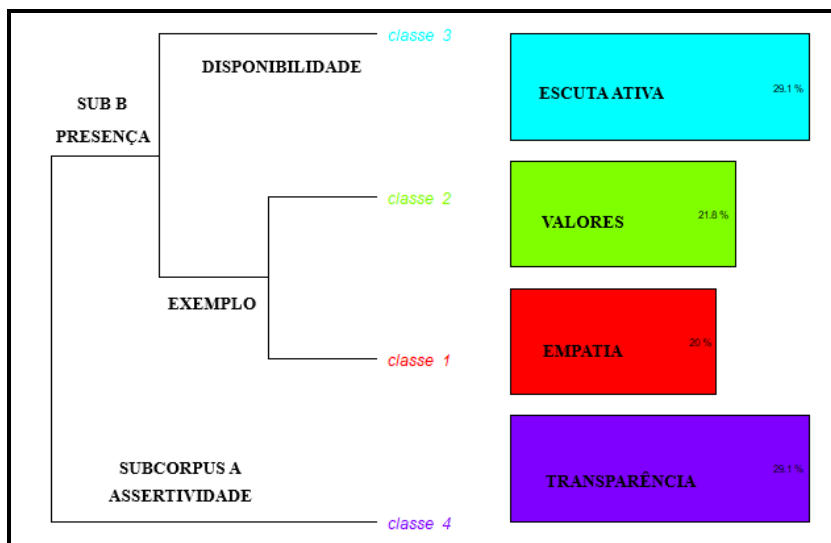 classe 3
DISPONIBILIDADE
ESCUTA ATIVA
29.1 %
SUB B
PRESENÇA
classe 2
VALORES
21.8 %
EXEMPLO
classe 1
EMPATIA
20 %
SUBCORPUS A
ASSERTIVIDADE
TRANSPARÊNCIA
29.1 %
classe 4